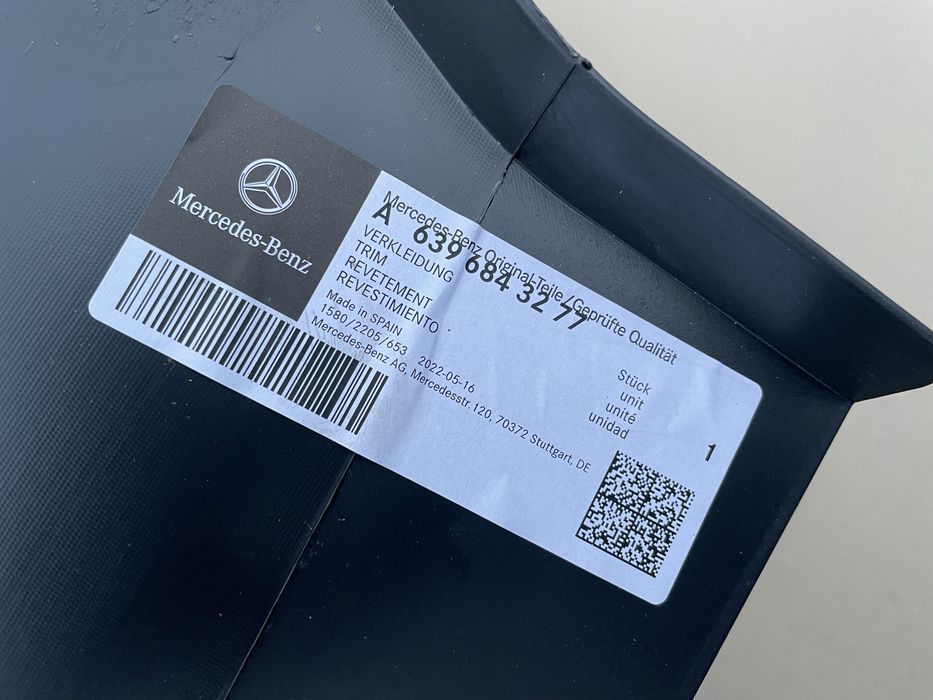 Mercedes-Benz
Mercedes-Benz Original-Teile/Geprüfte Qualität
A 639 684 32 77
VERKLEIDUNG
TRIM
REVETEMENT
REVESTIMIENTO
Made in SPAIN
1580/2205/653 2022-05-16
Mercedes-Benz AG, Mercedesstr.120, 70372 Stuttgart, DE
Stück
unit
unité
unidad
1